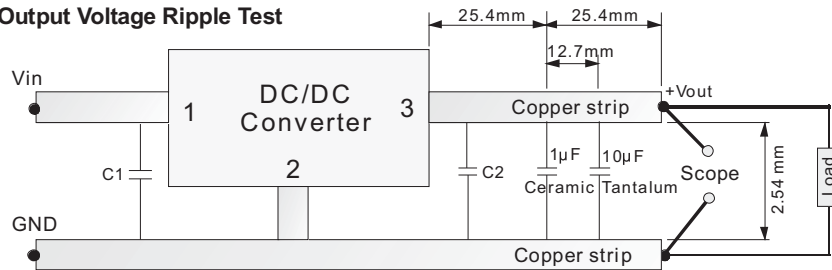 Output Voltage Ripple Test
25.4mm 25.4mm
12.7mm
Vin
+Vout
1 DC/DC Converter 3
Copper strip
C1
2
C2
1µF Ceramic
10µF Tantalum
Scope
2.54 mm
Load
GND
Copper strip